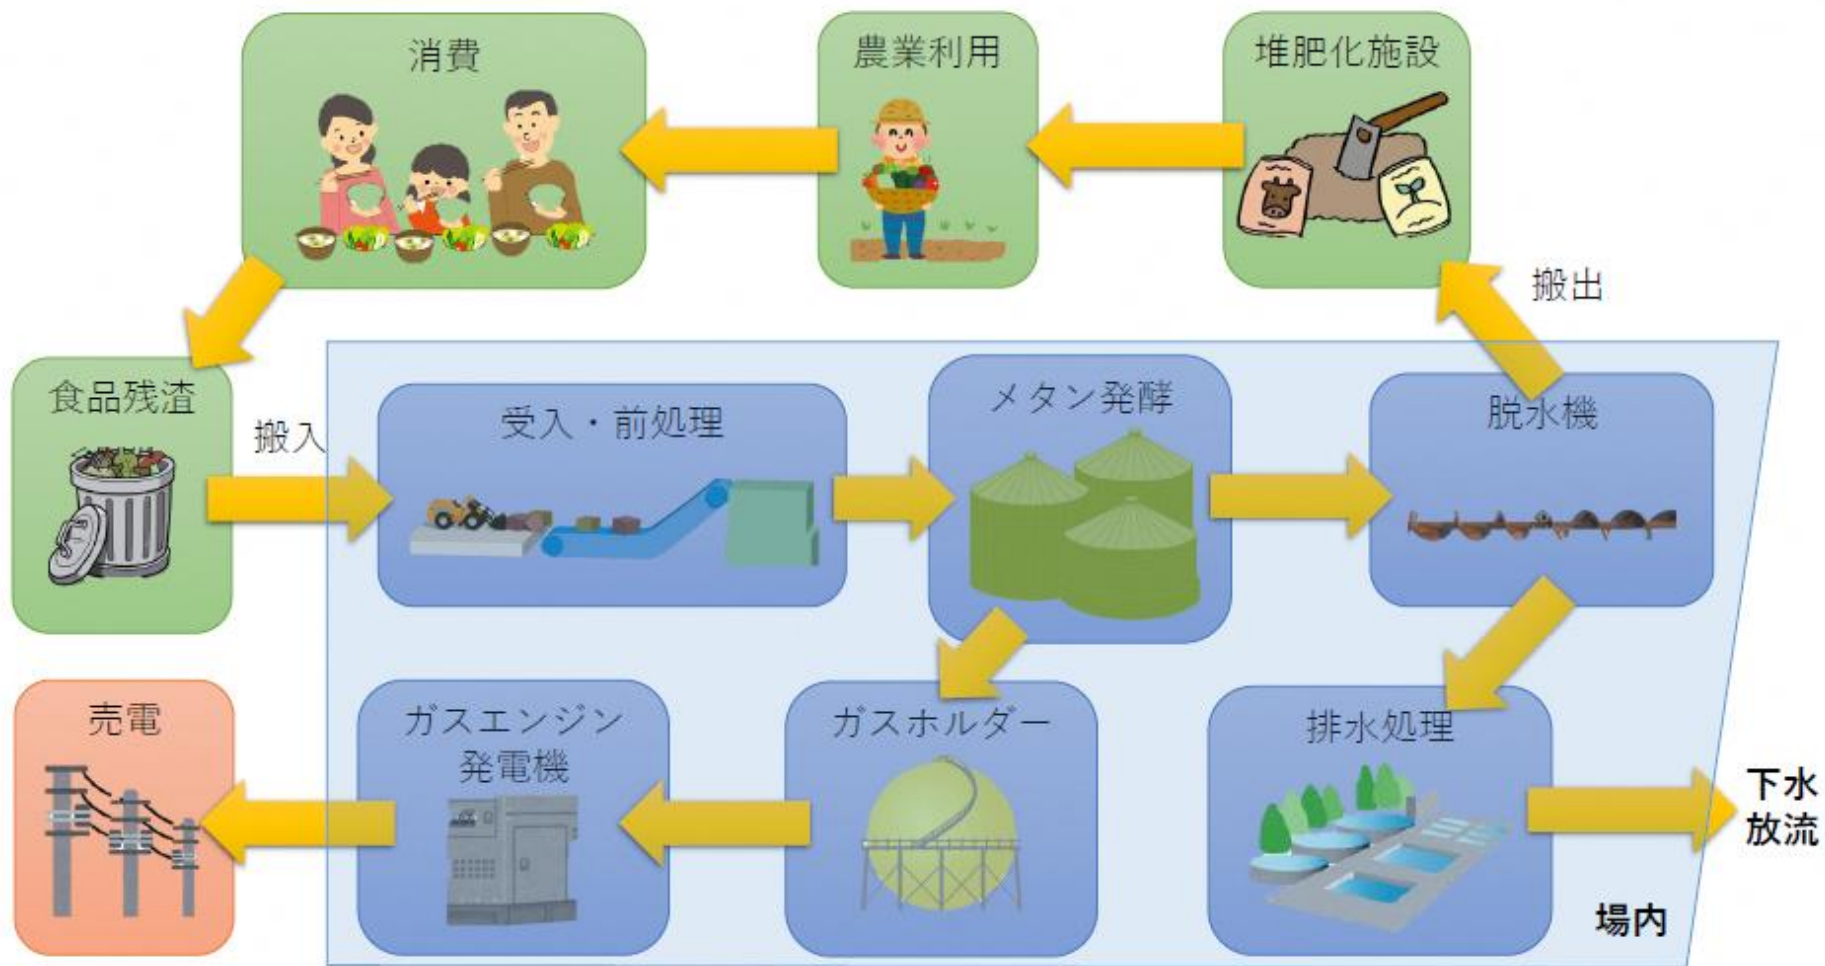 消費
農業利用
堆肥化施設
搬出
食品残渣
搬入
受入・前処理
メタン発酵
脱水機
売電
ガスエンジン
発電機
ガスホルダー
排水処理
下水
放流
場内